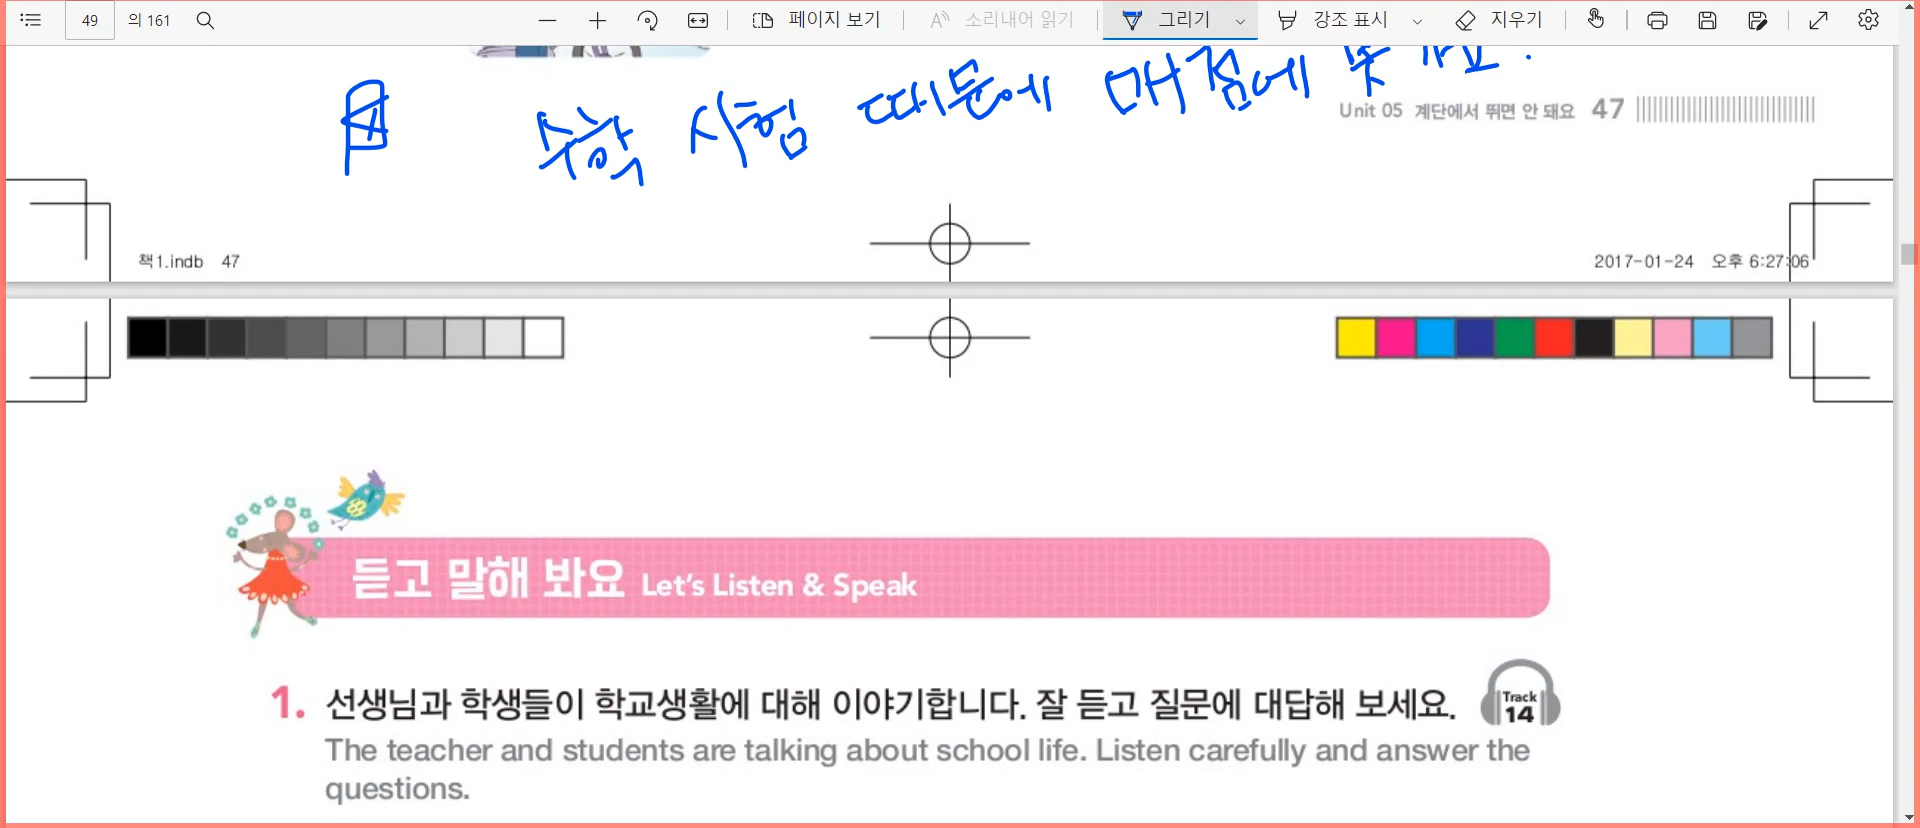 49 의 161 페이지 보기 소리내어 읽기 그리기 강조 표시 지우기
수학 시험 때문에 매점에 못 가요.
Unit 05 계단에서 뛰면 안 돼요 47
책1.indb 47 2017-01-24 오후 6:27:06
듣고 말해 봐요 Let's Listen & Speak
1. 선생님과 학생들이 학교생활에 대해 이야기합니다. 잘 듣고 질문에 대답해 보세요. Track 14
The teacher and students are talking about school life. Listen carefully and answer the
questions.